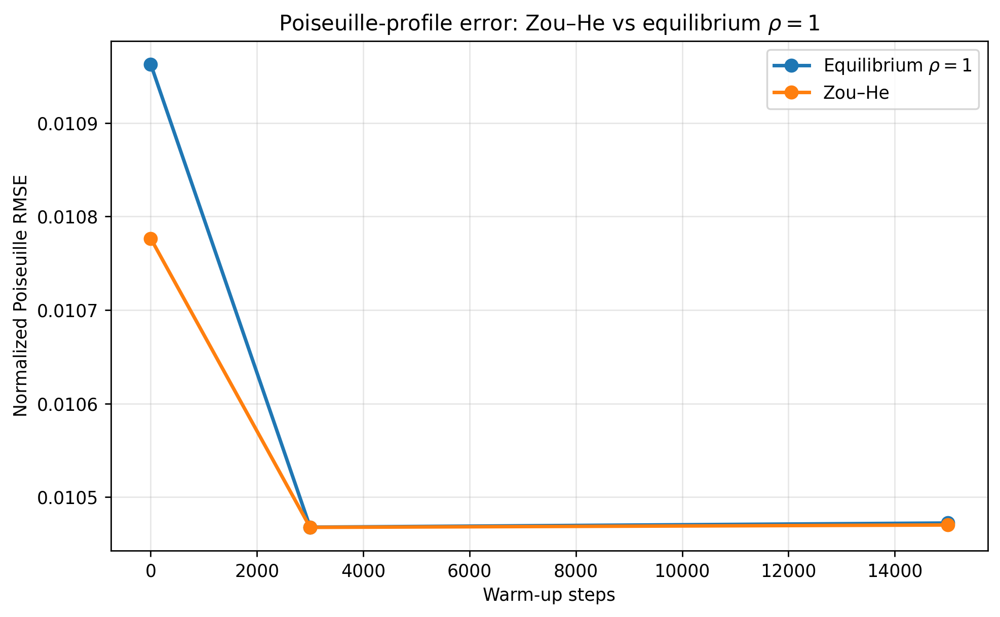 Poiseuille-profile error: Zou–He vs equilibrium ρ = 1
Equilibrium ρ = 1
Zou–He
Normalized Poiseuille RMSE
0.0109
0.0108
0.0107
0.0106
0.0105
0 2000 4000 6000 8000 10000 12000 14000
Warm-up steps